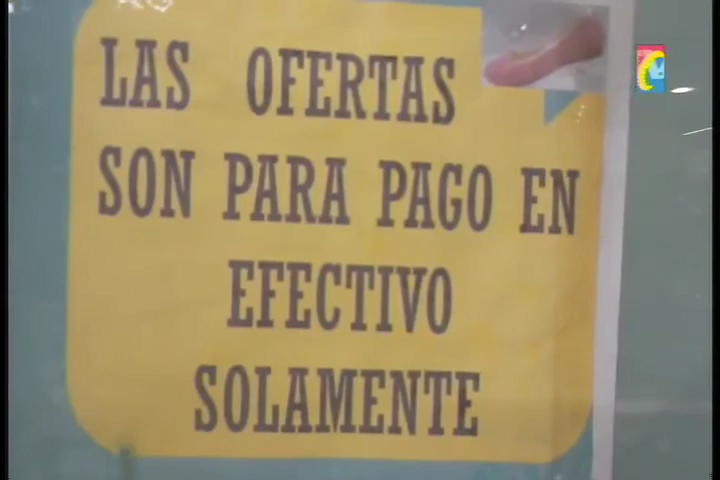 LAS OFERTAS
SON PARA PAGO EN
EFECTIVO
SOLAMENTE